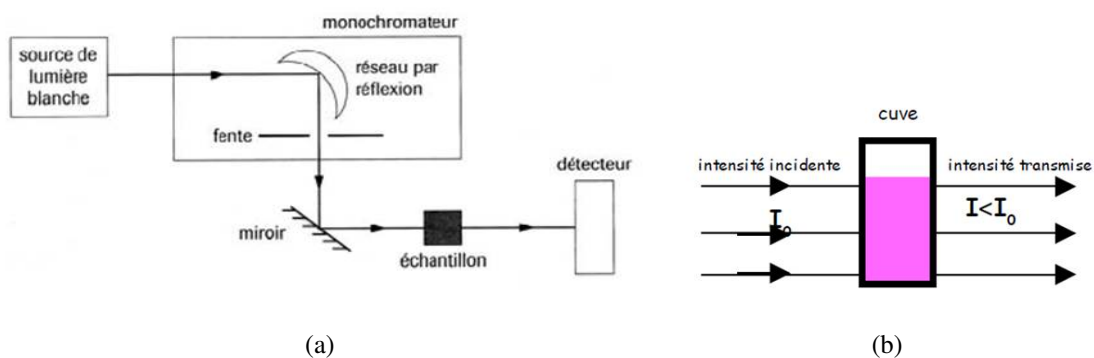 monochromateur
source de
lumière
blanche
réseau par
réflexion
fente
détecteur
miroir
échantillon
(a)
cuve
intensité incidente
intensité transmise
I₀
I<I₀
(b)